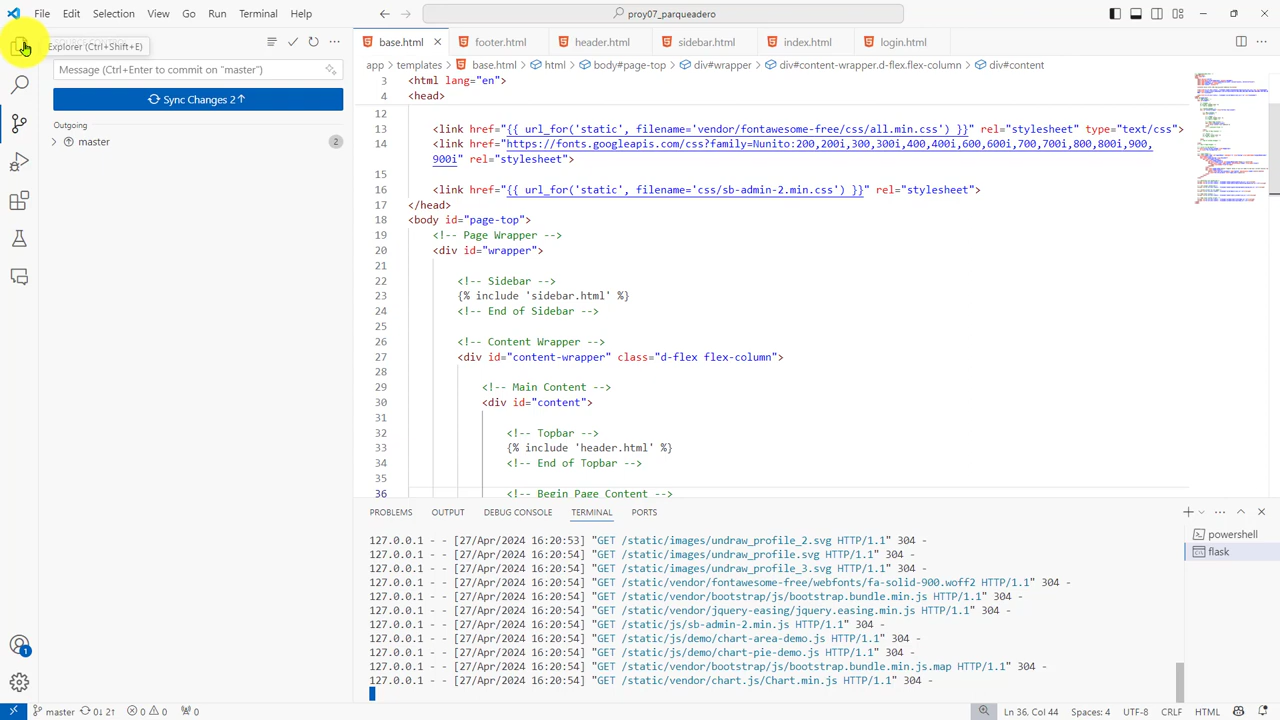 File Edit Selection View Go Run Terminal Help
proy07_parqueadero
Explorer (Ctrl+Shift+E)
Message (Ctrl+Enter to commit on "master")
Sync Changes 2↑
Outgoing
master
2
base.html
footer.html
header.html
sidebar.html
index.html
login.html
app > templates > base.html > html > body#page-top > div#wrapper > div#content-wrapper.d-flex.flex-column > div#content
3 <html lang="en">
4 <head>
12
13 <link href="{{ url_for('static', filename='vendor/fontawesome-free/css/all.min.css') }}" rel="stylesheet" type="text/css"
14 <link href="https://fonts.googleapis.com/css?family=Nunito:200,200i,300,300i,400,400i,600,600i,700,700i,800,800i,900,
900i" rel="stylesheet">
15
16 <link href="{{ url_for('static', filename='css/sb-admin-2.min.css') }}" rel="stylesheet">
17 </head>
18 <body id="page-top">
19 <!-- Page Wrapper -->
20 <div id="wrapper">
21
22 <!-- Sidebar -->
23 {% include 'sidebar.html' %}
24 <!-- End of Sidebar -->
25
26 <!-- Content Wrapper -->
27 <div id="content-wrapper" class="d-flex flex-column">
28
29 <!-- Main Content -->
30 <div id="content">
31
32 <!-- Topbar -->
33 {% include 'header.html' %}
34 <!-- End of Topbar -->
35
36 <!-- Begin Page Content -->
PROBLEMS OUTPUT DEBUG CONSOLE TERMINAL PORTS
127.0.0.1 - - [27/Apr/2024 16:20:53] "GET /static/images/undraw_profile_2.svg HTTP/1.1" 304 -
127.0.0.1 - - [27/Apr/2024 16:20:54] "GET /static/images/undraw_profile.svg HTTP/1.1" 304 -
127.0.0.1 - - [27/Apr/2024 16:20:54] "GET /static/images/undraw_profile_3.svg HTTP/1.1" 304 -
127.0.0.1 - - [27/Apr/2024 16:20:54] "GET /static/vendor/fontawesome-free/webfonts/fa-solid-900.woff2 HTTP/1.1" 304 -
127.0.0.1 - - [27/Apr/2024 16:20:54] "GET /static/vendor/bootstrap/js/bootstrap.bundle.min.js HTTP/1.1" 304 -
127.0.0.1 - - [27/Apr/2024 16:20:54] "GET /static/vendor/jquery-easing/jquery.easing.min.js HTTP/1.1" 304 -
127.0.0.1 - - [27/Apr/2024 16:20:54] "GET /static/js/sb-admin-2.min.js HTTP/1.1" 304 -
127.0.0.1 - - [27/Apr/2024 16:20:54] "GET /static/js/demo/chart-area-demo.js HTTP/1.1" 304 -
127.0.0.1 - - [27/Apr/2024 16:20:54] "GET /static/js/demo/chart-pie-demo.js HTTP/1.1" 304 -
127.0.0.1 - - [27/Apr/2024 16:20:54] "GET /static/vendor/bootstrap/js/bootstrap.bundle.min.js.map HTTP/1.1" 304 -
127.0.0.1 - - [27/Apr/2024 16:20:54] "GET /static/vendor/chart.js/Chart.min.js HTTP/1.1" 304 -
powershell
flask
1
master 0↓ 2↑ 0 0 0
Ln 36, Col 44 Spaces: 4 UTF-8 CRLF HTML